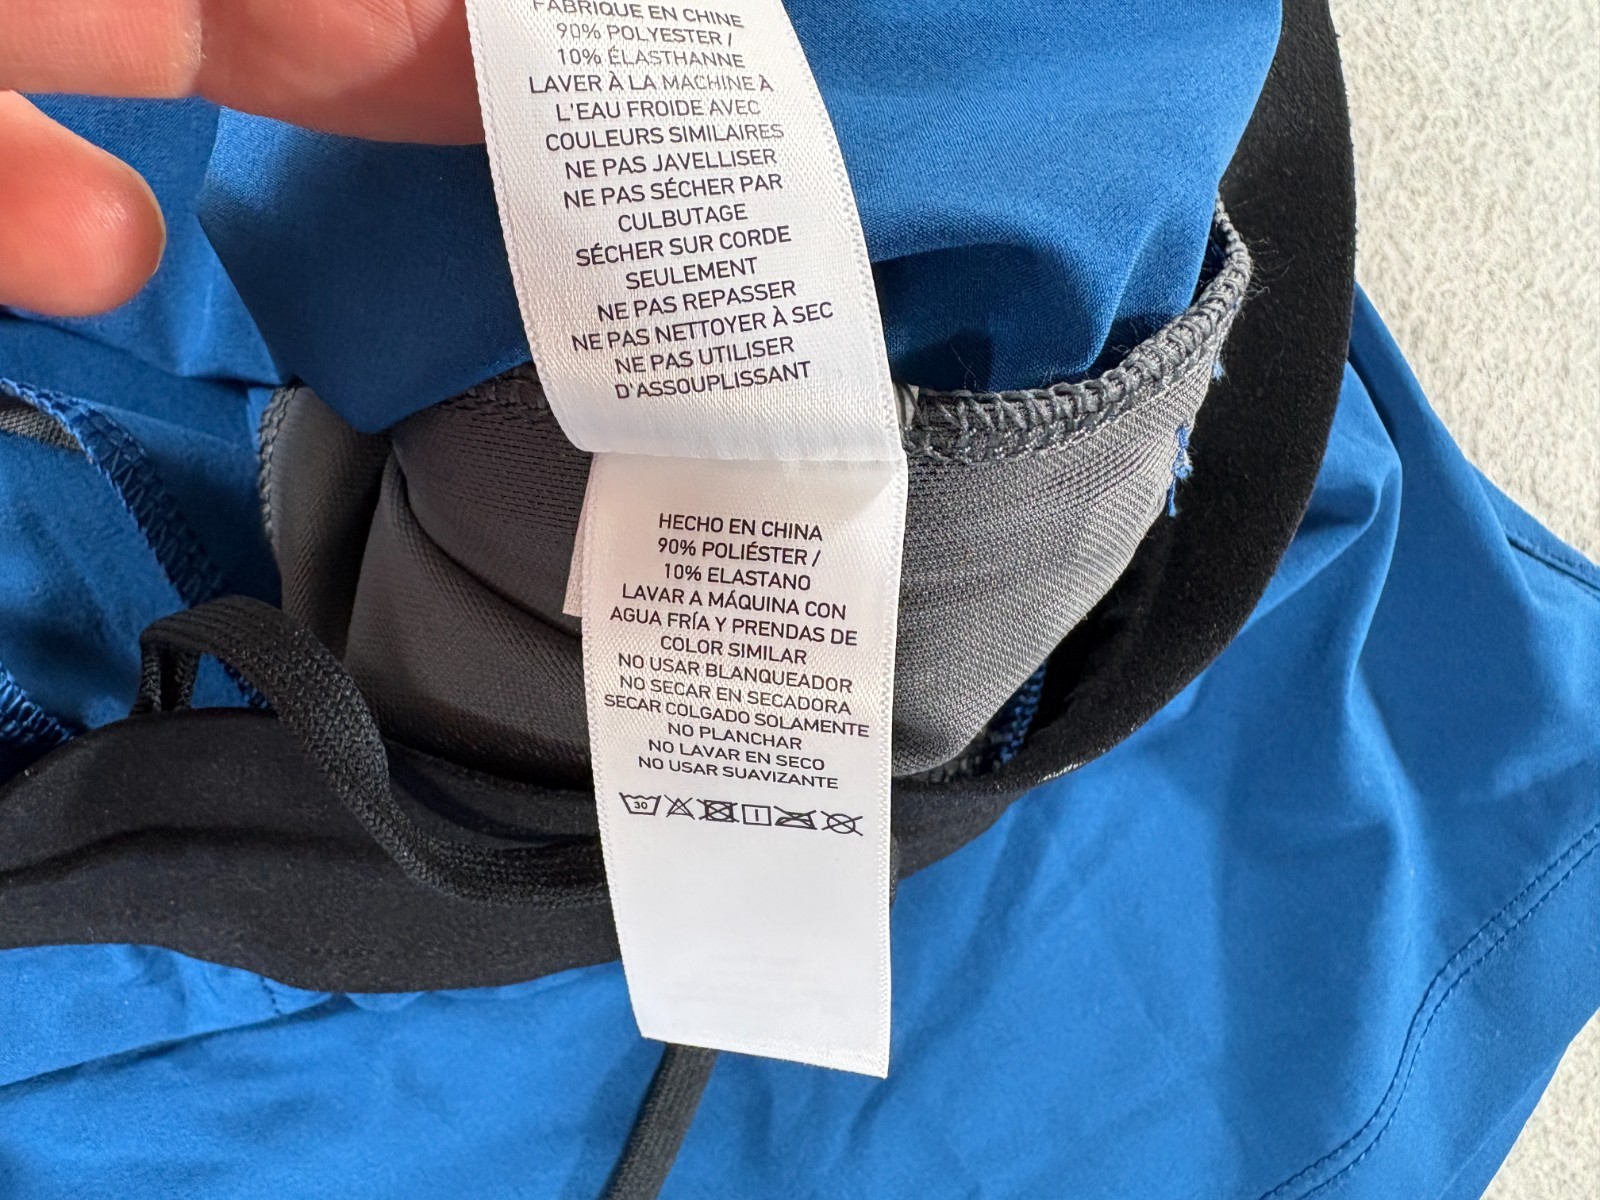 FABRIQUÉ EN CHINE
90% POLYESTER /
10% ÉLASTHANNE
LAVER À LA MACHINE À
L'EAU FROIDE AVEC
COULEURS SIMILAIRES
NE PAS JAVELLISER
NE PAS SÉCHER PAR
CULBUTAGE
SÉCHER SUR CORDE
SEULEMENT
NE PAS REPASSER
NE PAS NETTOYER À SEC
NE PAS UTILISER
D'ASSOUPLISSANT
HECHO EN CHINA
90% POLIÉSTER /
10% ELASTANO
LAVAR A MÁQUINA CON
AGUA FRÍA Y PRENDAS DE
COLOR SIMILAR
NO USAR BLANQUEADOR
NO SECAR EN SECADORA
SECAR COLGADO SOLAMENTE
NO PLANCHAR
NO LAVAR EN SECO
NO USAR SUAVIZANTE
30